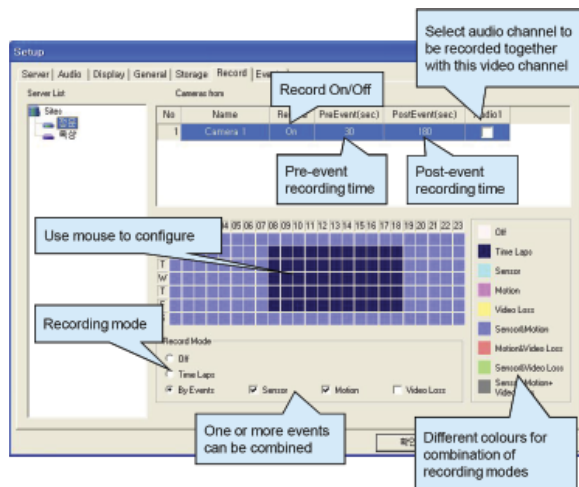 Select audio channel to
be recorded together
with this video channel
Setup
Server Audio Display General Storage Record
Server List
Cameras from
Record On/Off
Sites
옥상
No Name PreEvent(sec) PostEvent(sec)
1 Camera 1 On 30 180
Pre-event
recording time
Post-event
recording time
04 05 06 07 08 09 10 11 12 13 14 15 16 17 18 19 20 21 22 23
Use mouse to configure
T
W
T
Off
Time Laps
Sensor
Motion
Video Loss
Sensor&Motion
Motion&Video Loss
Sensor&Video Loss
Recording mode
Record Mode
Off
Time Laps
By Events Sensor Motion Video Loss
One or more events
can be combined
Different colours for
combination of
recording modes